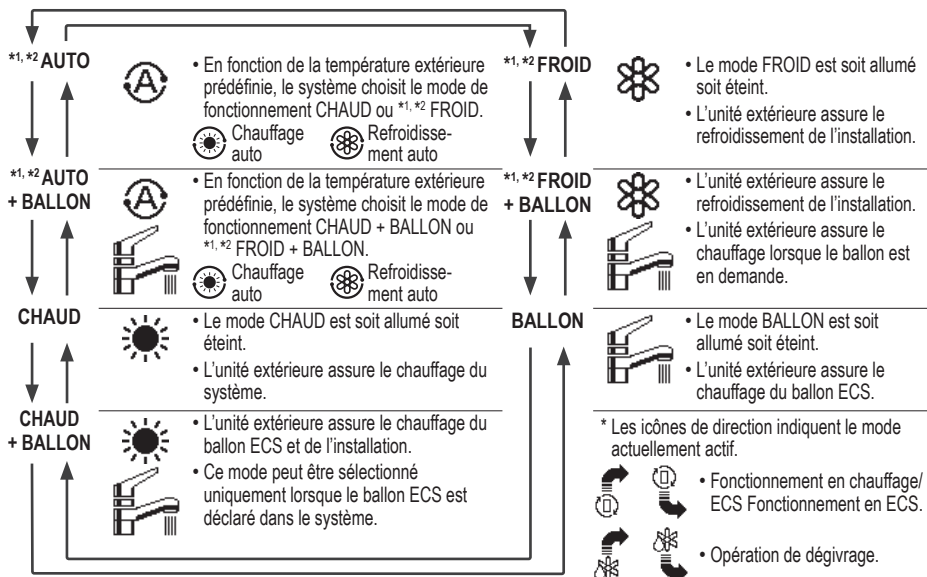 *1, *2 AUTO
• En fonction de la température extérieure
prédéfinie, le système choisit le mode de
fonctionnement CHAUD ou *1, *2 FROID.
Chauffage
auto
Refroidisse-
ment auto
*1, *2 AUTO
+ BALLON
• En fonction de la température extérieure
prédéfinie, le système choisit le mode de
fonctionnement CHAUD + BALLON ou
*1, *2 FROID + BALLON.
Chauffage
auto
Refroidisse-
ment auto
CHAUD
• Le mode CHAUD est soit allumé soit
éteint.
• L'unité extérieure assure le chauffage du
système.
CHAUD
+ BALLON
• L'unité extérieure assure le chauffage du
ballon ECS et de l'installation.
• Ce mode peut être sélectionné
uniquement lorsque le ballon ECS est
déclaré dans le système.
*1, *2 FROID
• Le mode FROID est soit allumé
soit éteint.
• L'unité extérieure assure le
refroidissement de l'installation.
*1, *2 FROID
+ BALLON
• L'unité extérieure assure le
refroidissement de l'installation.
• L'unité extérieure assure le
chauffage lorsque le ballon est
en demande.
BALLON
• Le mode BALLON est soit
allumé soit éteint.
• L'unité extérieure assure le
chauffage du ballon ECS.
* Les icônes de direction indiquent le mode
actuellement actif.
• Fonctionnement en chauffage/
ECS Fonctionnement en ECS.
• Opération de dégivrage.